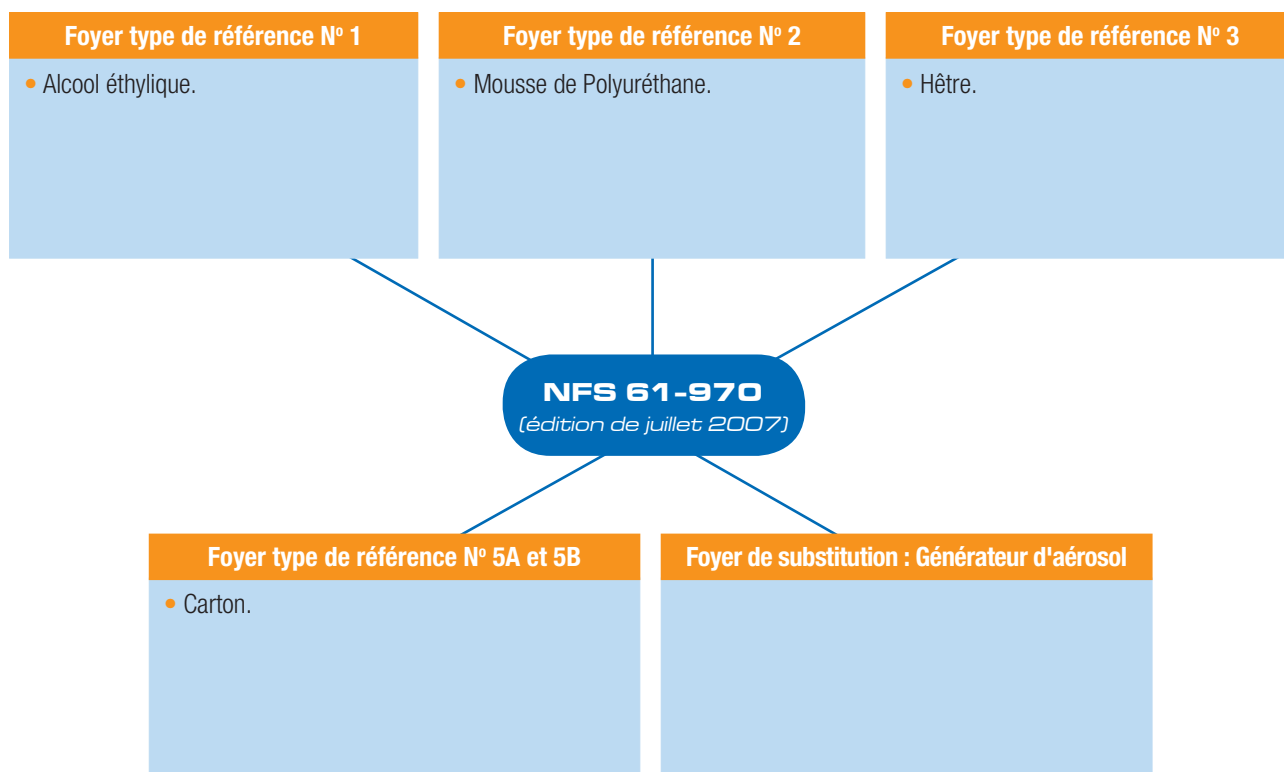 Foyer type de référence Nº 1
• Alcool éthylique.
Foyer type de référence Nº 2
• Mousse de Polyuréthane.
Foyer type de référence Nº 3
• Hêtre.
NFS 61-970
(édition de juillet 2007)
Foyer type de référence Nº 5A et 5B
• Carton.
Foyer de substitution : Générateur d'aérosol